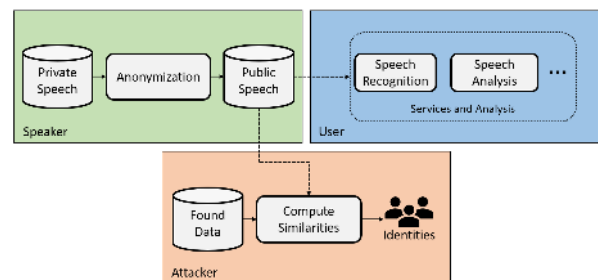 Private
Speech
Anonymization
Public
Speech
Speaker
Speech
Recognition
Speech
Analysis
...
Services and Analysis
User
Found
Data
Compute
Similarities
Identities
Attacker